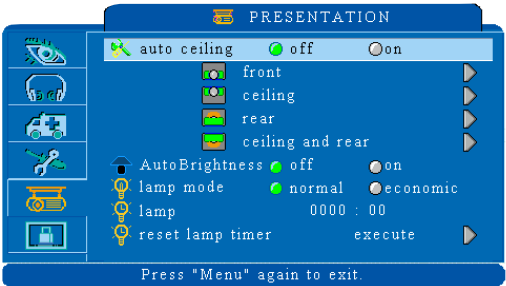 PRESENTATION
auto ceiling off on
front
ceiling
rear
ceiling and rear
AutoBrightness off on
lamp mode normal economic
lamp 0000 : 00
reset lamp timer execute
Press "Menu" again to exit.